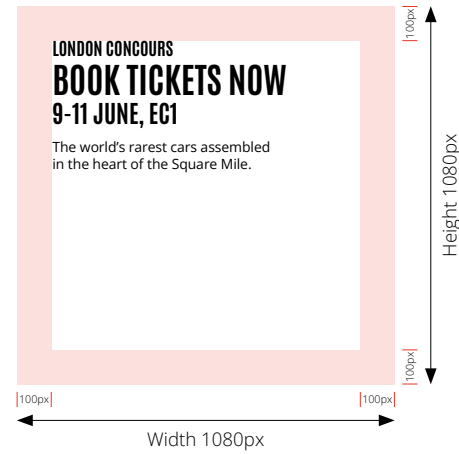 LONDON CONCOURS
BOOK TICKETS NOW
9-11 JUNE, EC1
The world’s rarest cars assembled
in the heart of the Square Mile.
100px
Height 1080px
100px
100px
100px
Width 1080px